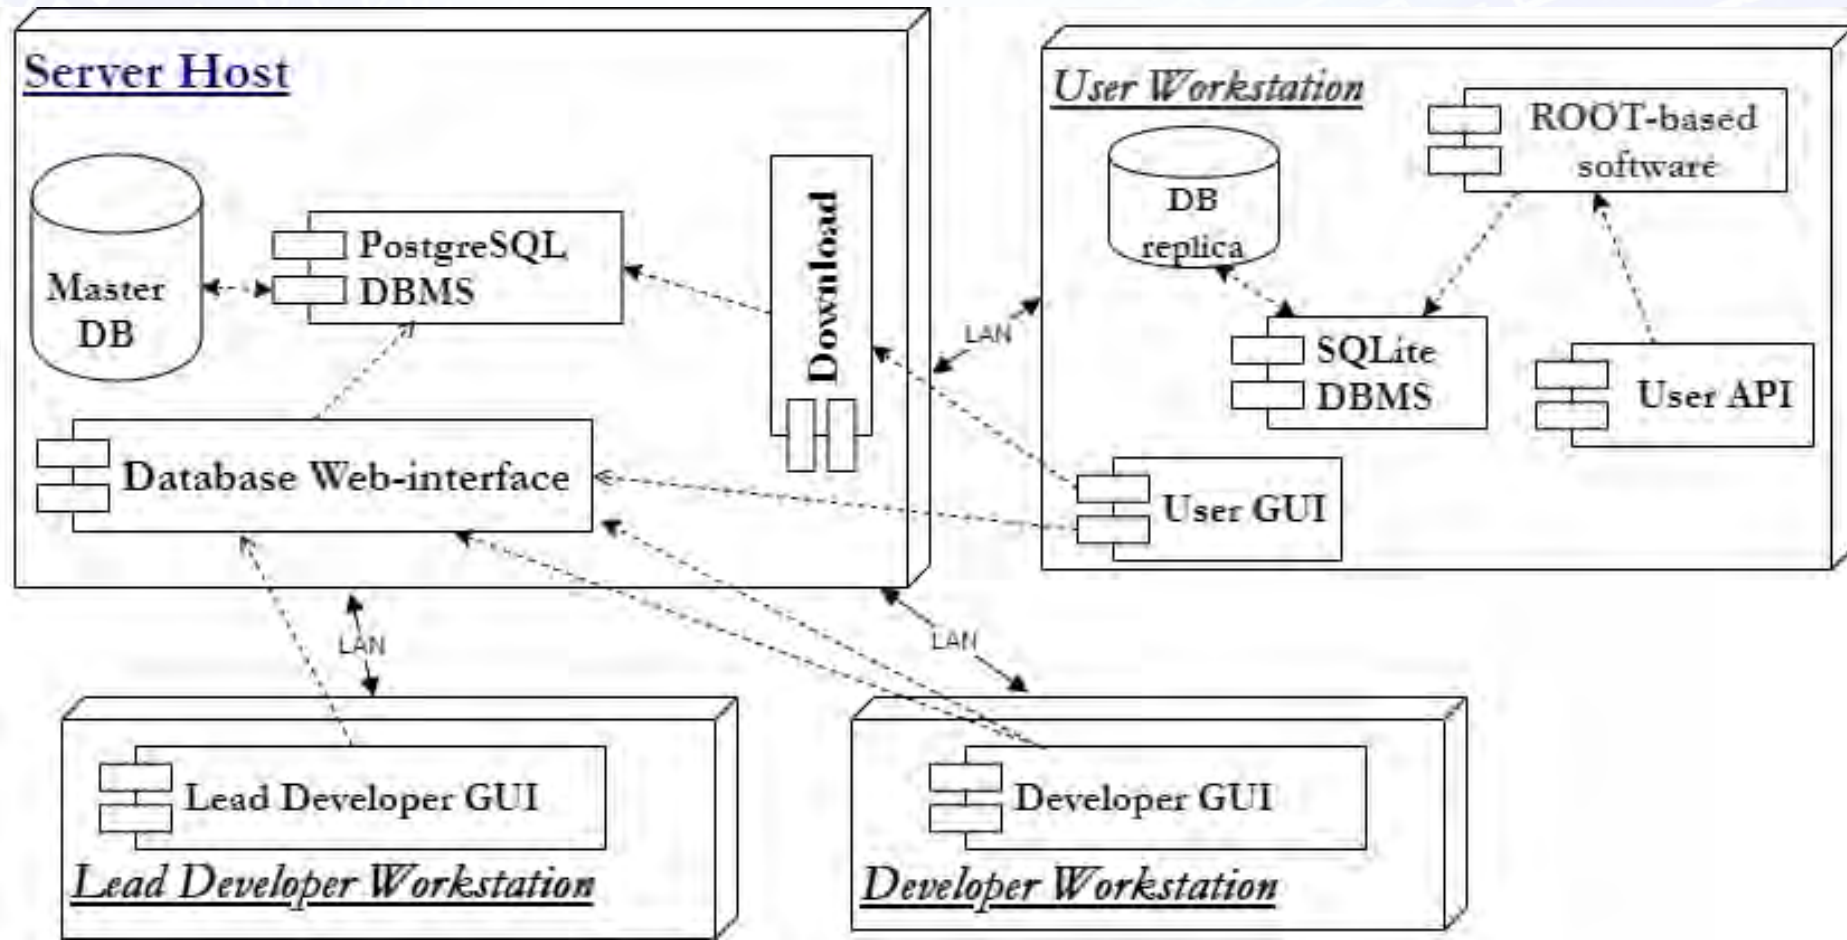 Server Host
Master
DB
PostgreSQL
DBMS
Download
Database Web-interface
LAN
User Workstation
DB
replica
ROOT-based
software
SQLite
DBMS
User API
User GUI
LAN
LAN
Lead Developer GUI
Lead Developer Workstation
Developer GUI
Developer Workstation